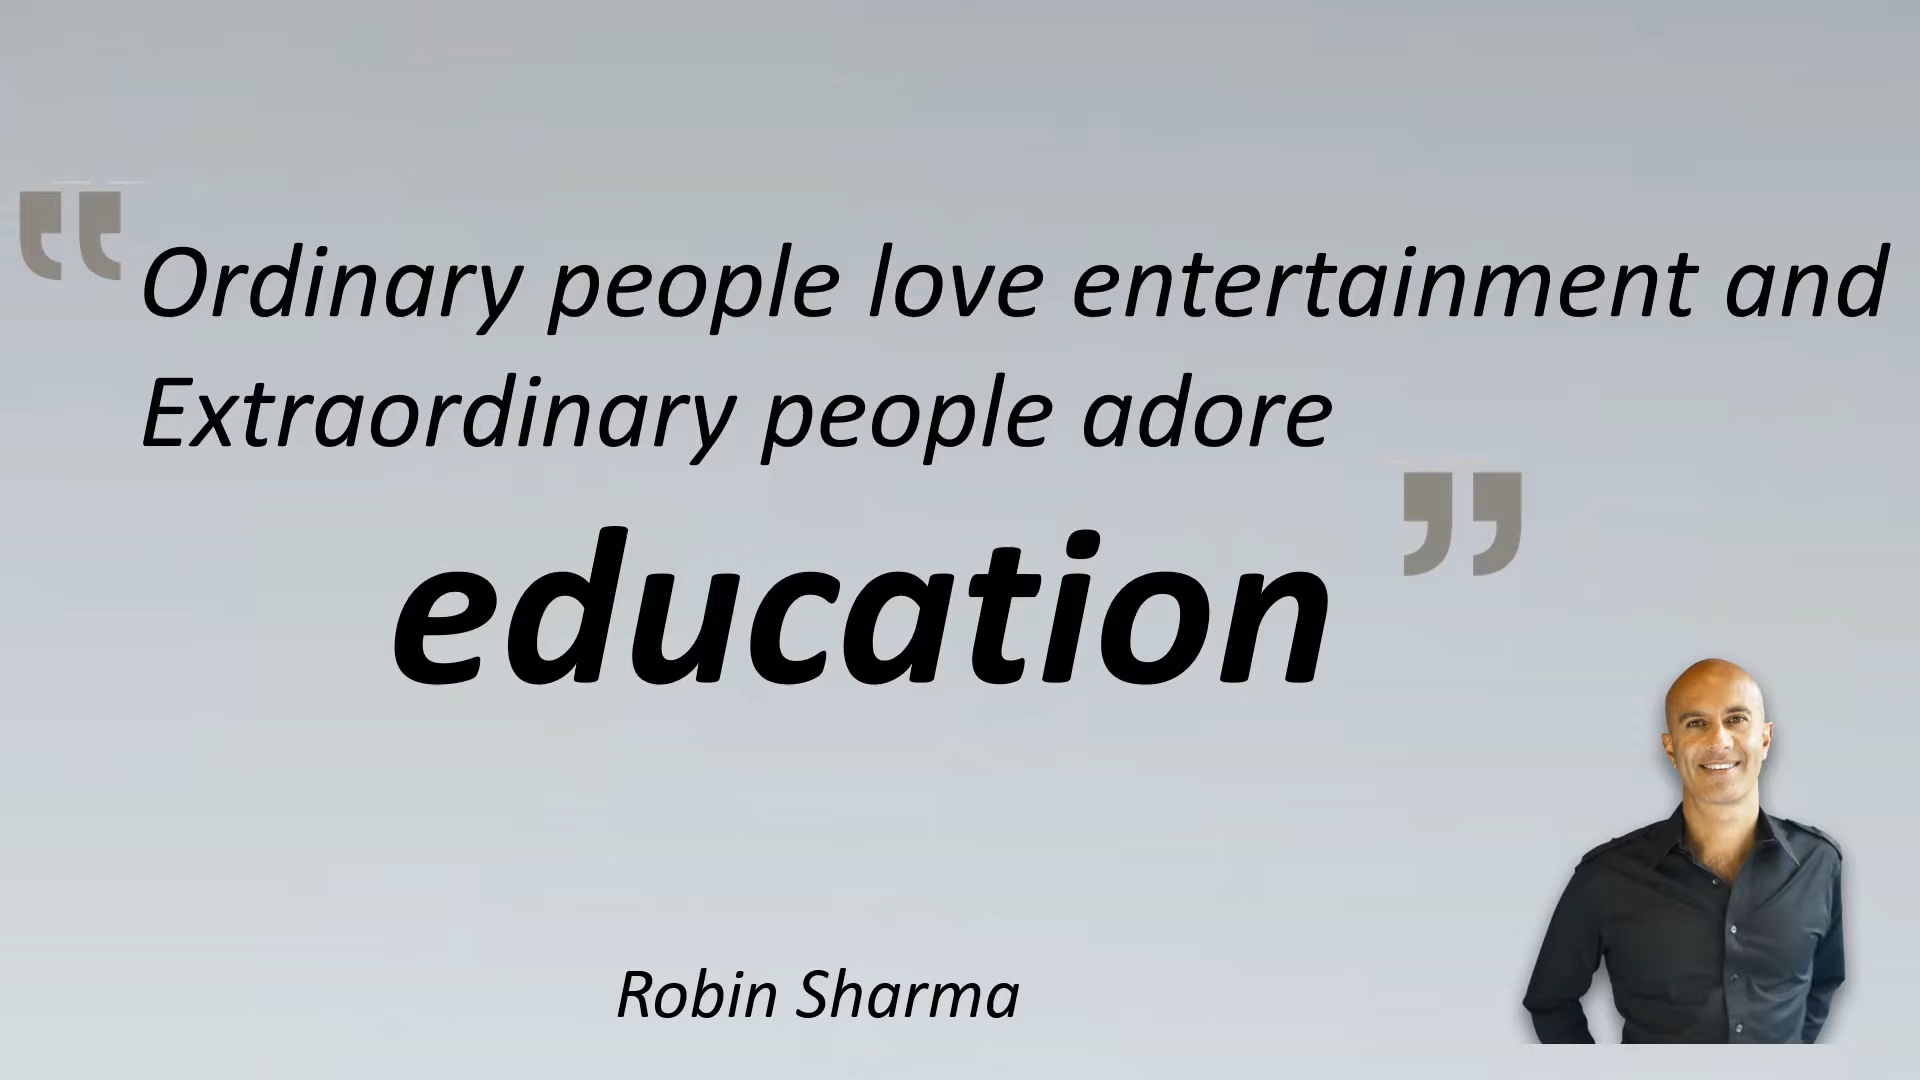 “Ordinary people love entertainment and
Extraordinary people adore
education”
Robin Sharma